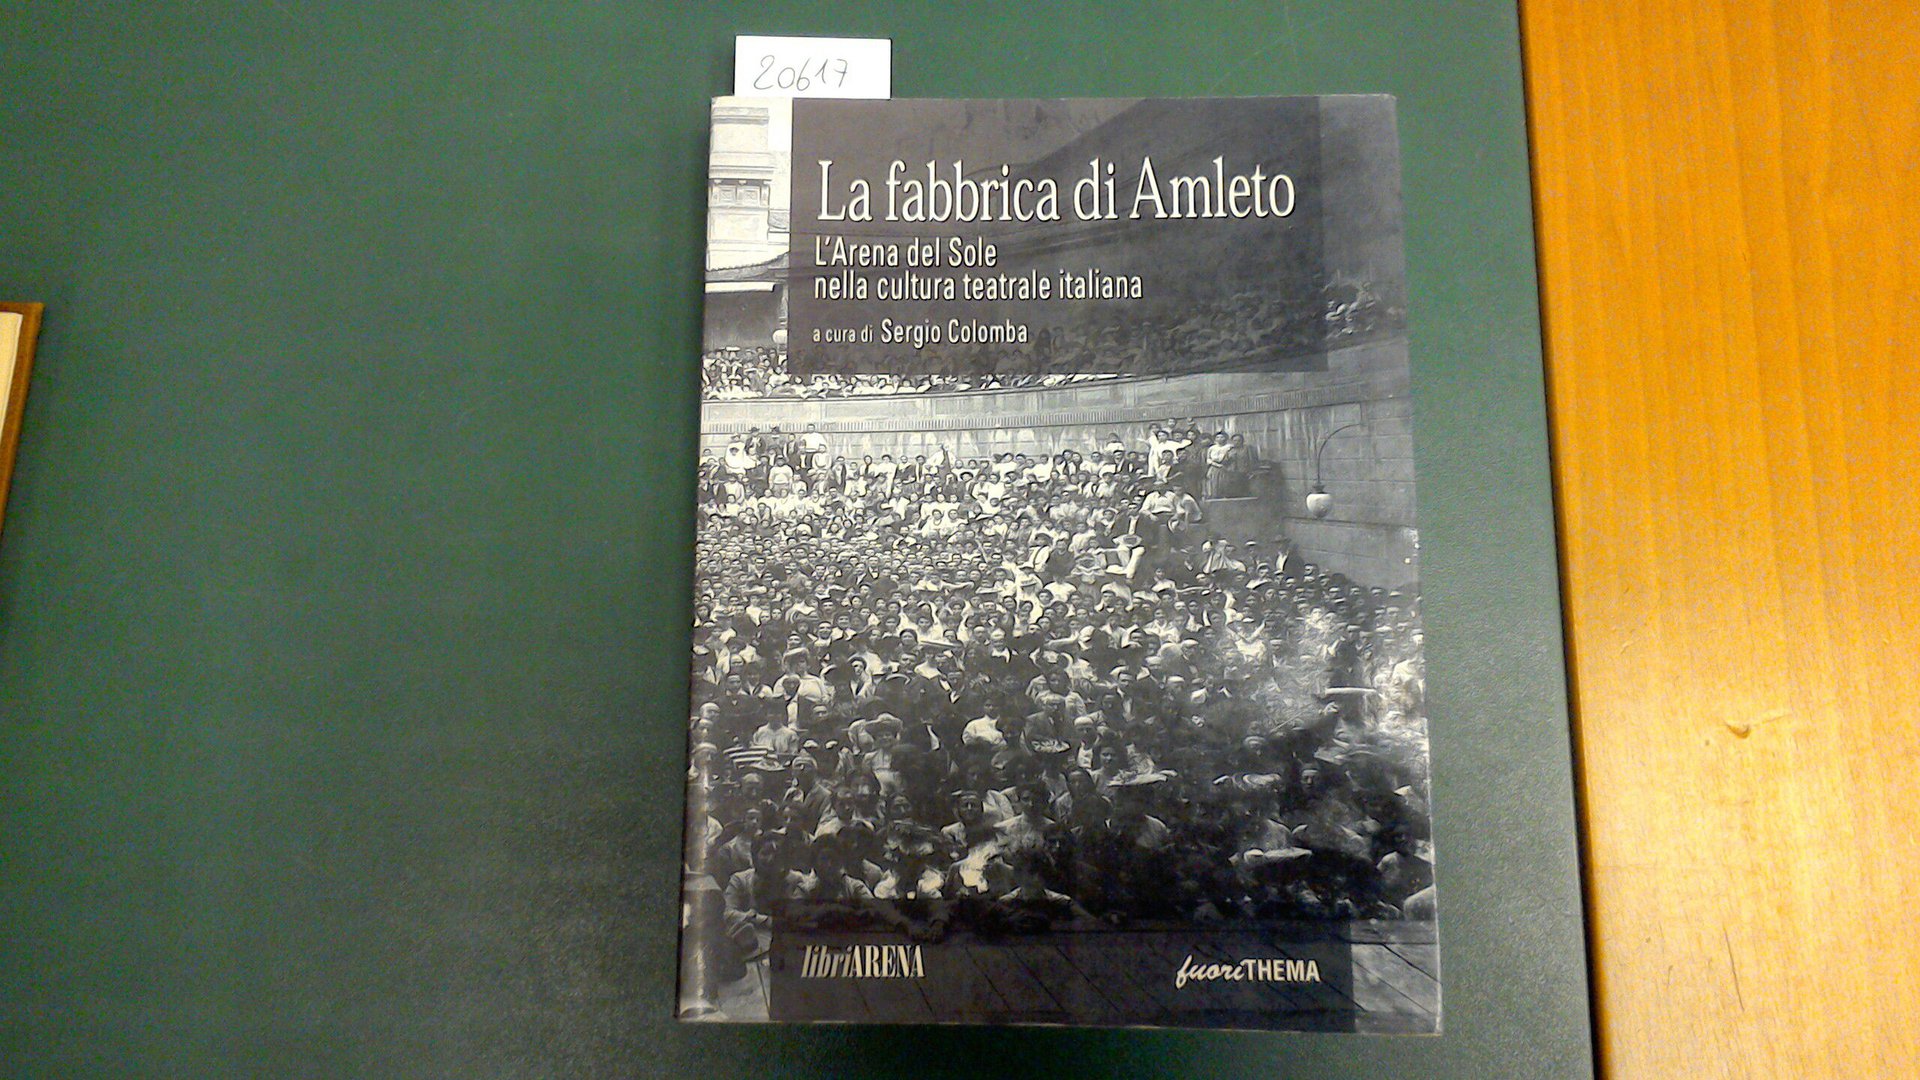 20617
La fabbrica di Amleto
L'Arena del Sole
nella cultura teatrale italiana
a cura di Sergio Colomba
libriARENA
fuoriTHEMA